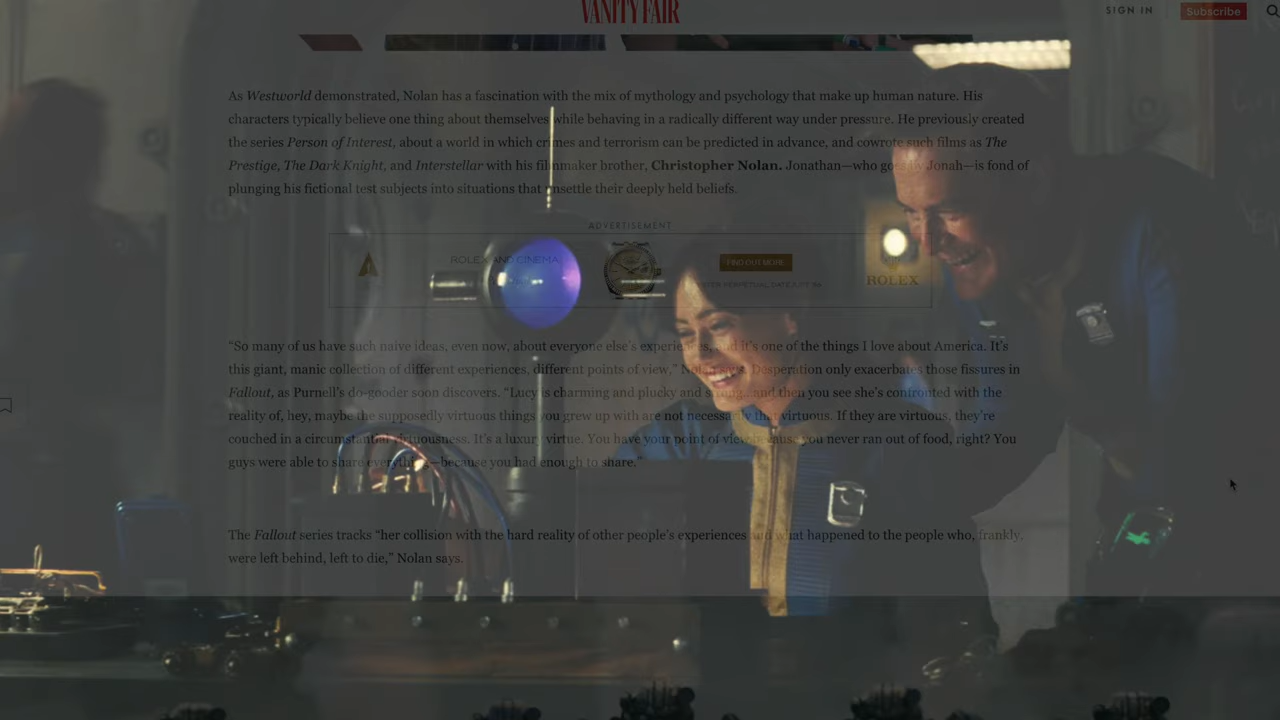 VANITY FAIR
SIGN IN
Subscribe
As Westworld demonstrated, Nolan has a fascination with the mix of mythology and psychology that make up human nature. His
characters typically believe one thing about themselves while behaving in a radically different way under pressure. He previously created
the series Person of Interest, about a world in which crimes and terrorism can be predicted in advance, and cowrote such films as The
Prestige, The Dark Knight, and Interstellar with his filmmaker brother, Christopher Nolan. Jonathan—who goes by Jonah—is fond of
plunging his fictional test subjects into situations that unsettle their deeply held beliefs.
ADVERTISEMENT
ROLEX AND CINEMA
FIND OUT MORE
ROLEX
“So many of us have such naive ideas, even now, about everyone else’s experiences, and it’s one of the things I love about America. It’s
this giant, manic collection of different experiences, different points of view,” Nolan says. Desperation only exacerbates those fissures in
Fallout, as Purnell’s do-gooder soon discovers. “Lucy is charming and plucky and strong...and then you see she’s confronted with the
reality of, hey, maybe the supposedly virtuous things you grew up with are not necessarily that virtuous. If they are virtuous, they’re
couched in a circumstantial virtuousness. It’s a luxury virtue. You have your point of view because you never ran out of food, right? You
guys were able to share everything—because you had enough to share.”
The Fallout series tracks “her collision with the hard reality of other people’s experiences and what happened to the people who, frankly,
were left behind, left to die,” Nolan says.